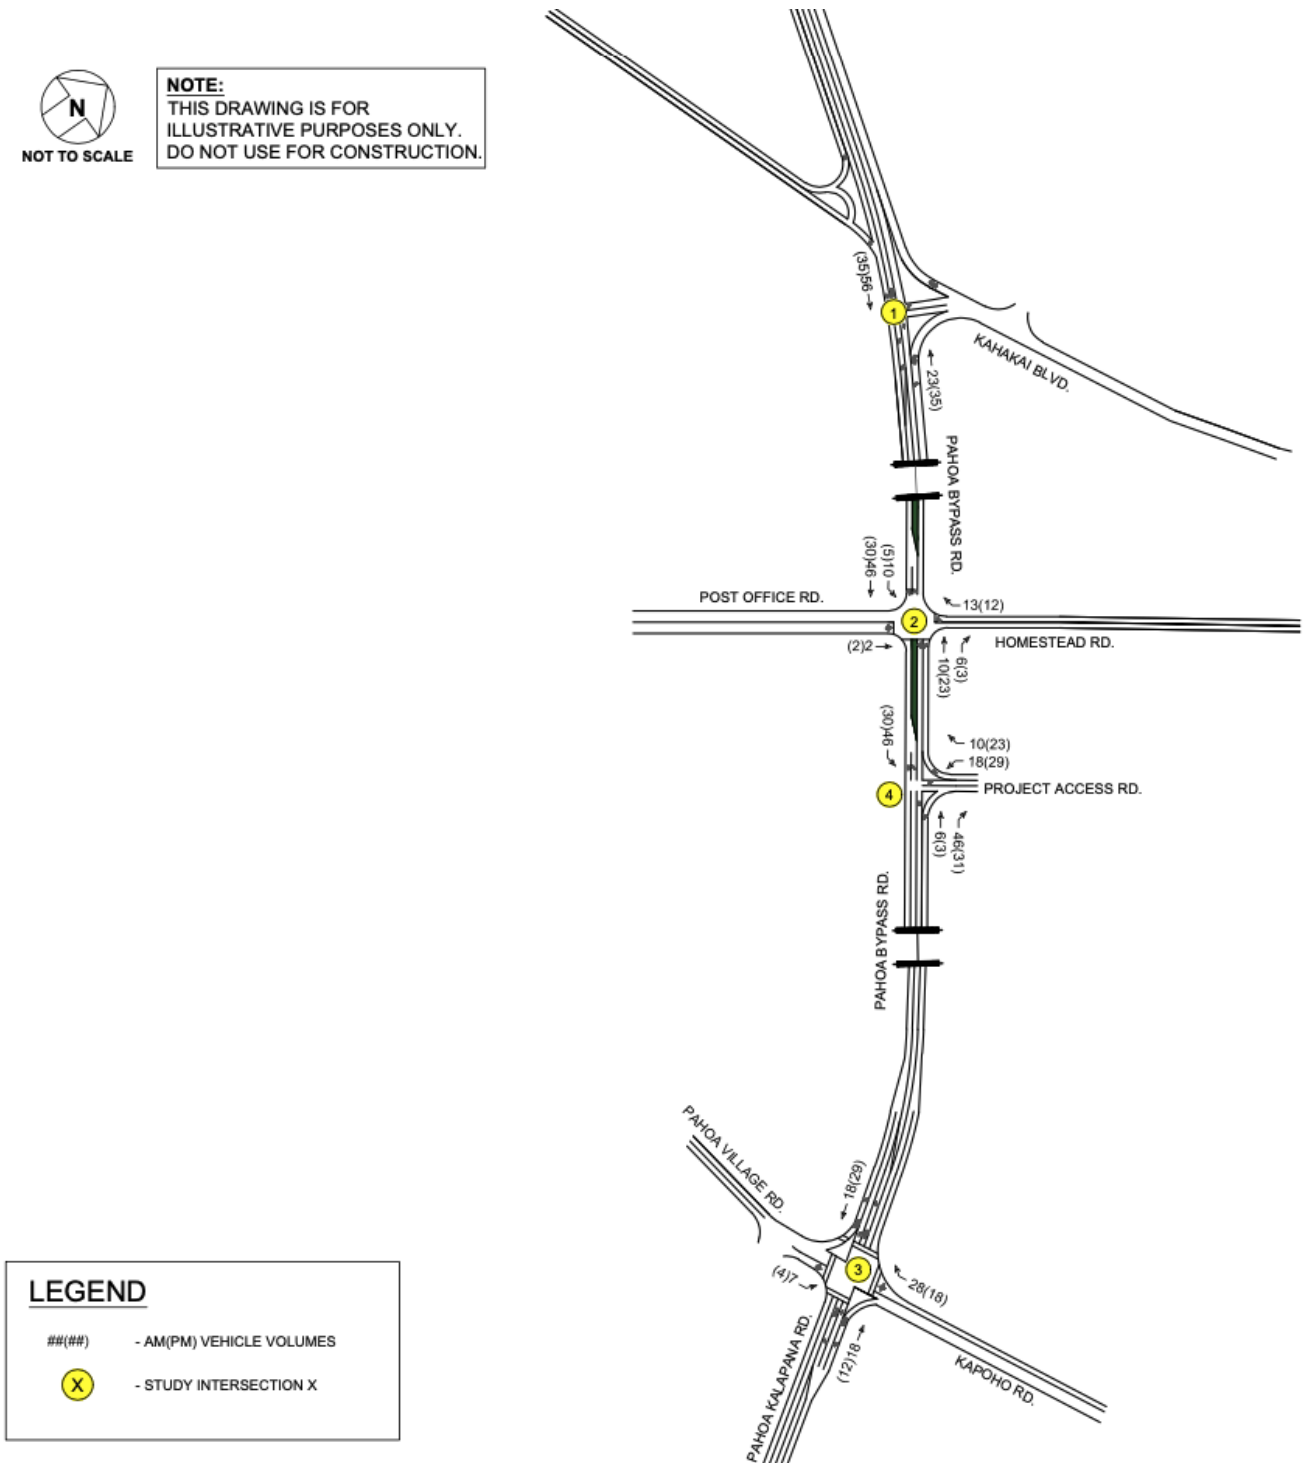 N
NOT TO SCALE
NOTE:
THIS DRAWING IS FOR
ILLUSTRATIVE PURPOSES ONLY.
DO NOT USE FOR CONSTRUCTION.
(35)56
1
KAHAKAI BLVD.
23(35)
PAHOA BYPASS RD.
(5)10
(30)46
POST OFFICE RD.
13(12)
2
HOMESTEAD RD.
(2)2
6(3)
10(23)
(30)46
10(23)
18(29)
4
PROJECT ACCESS RD.
46(31)
6(3)
PAHOA BYPASS RD.
PAHOA VILLAGE RD.
18(29)
3
(4)7
28(18)
(12)18
KAPOHO RD.
PAHOA KALAPANA RD.
LEGEND
##(##) - AM(PM) VEHICLE VOLUMES
X - STUDY INTERSECTION X